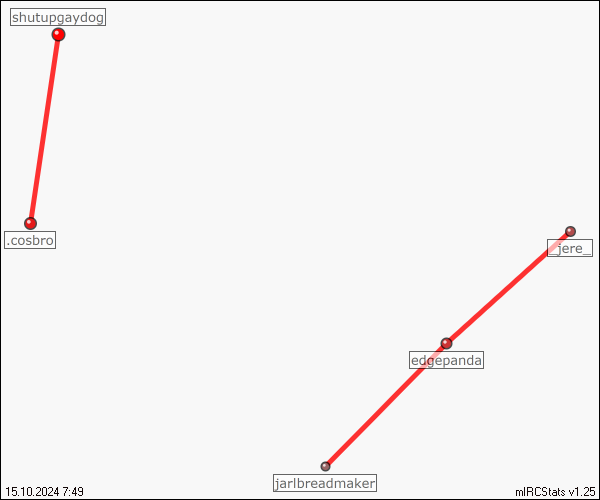 shutupgaydog
.cosbro
_jere_
edgepanda
jarlbreadmaker
15.10.2024 7:49
mIRCStats v1.25